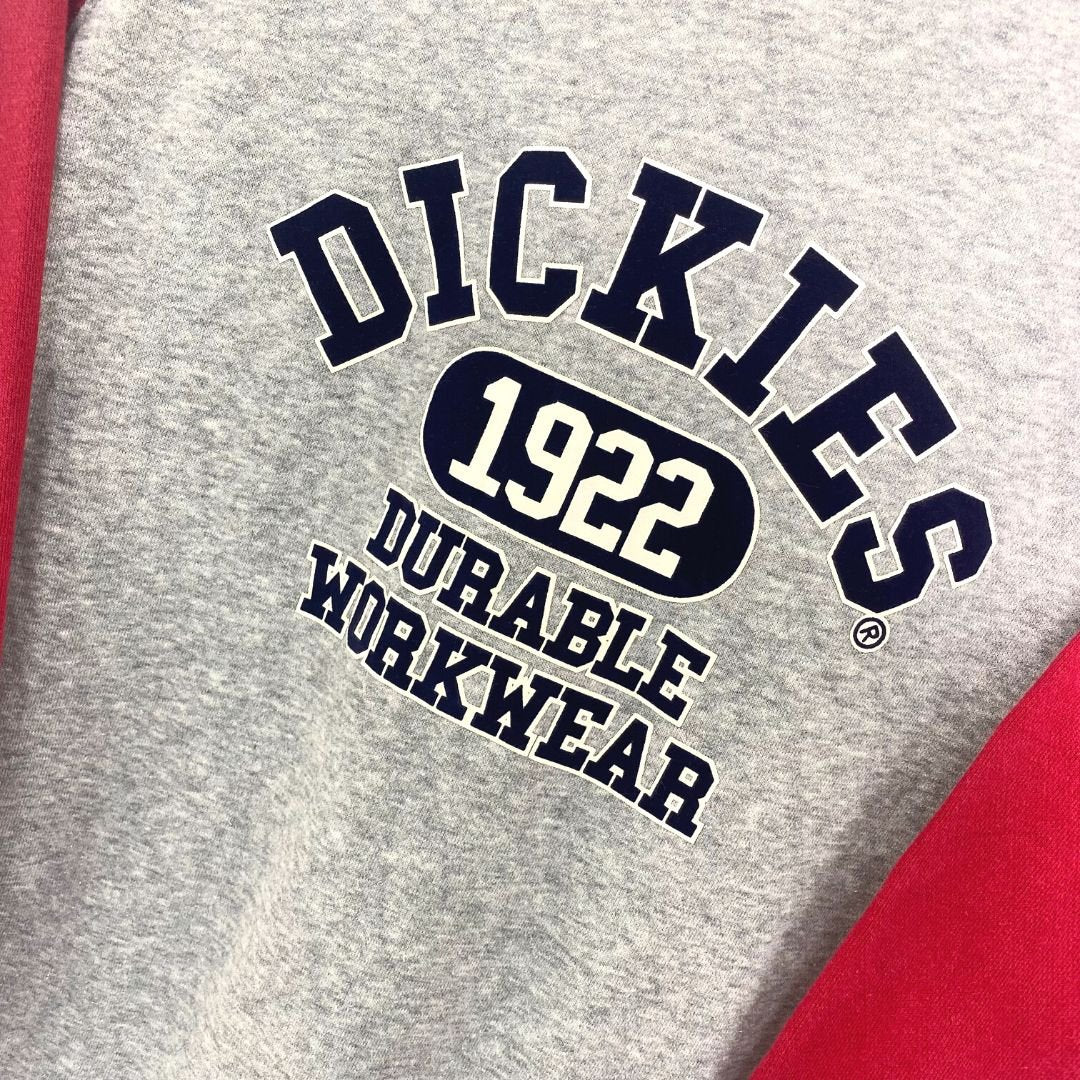 DICKIES®
1922
DURABLE
WORKWEAR